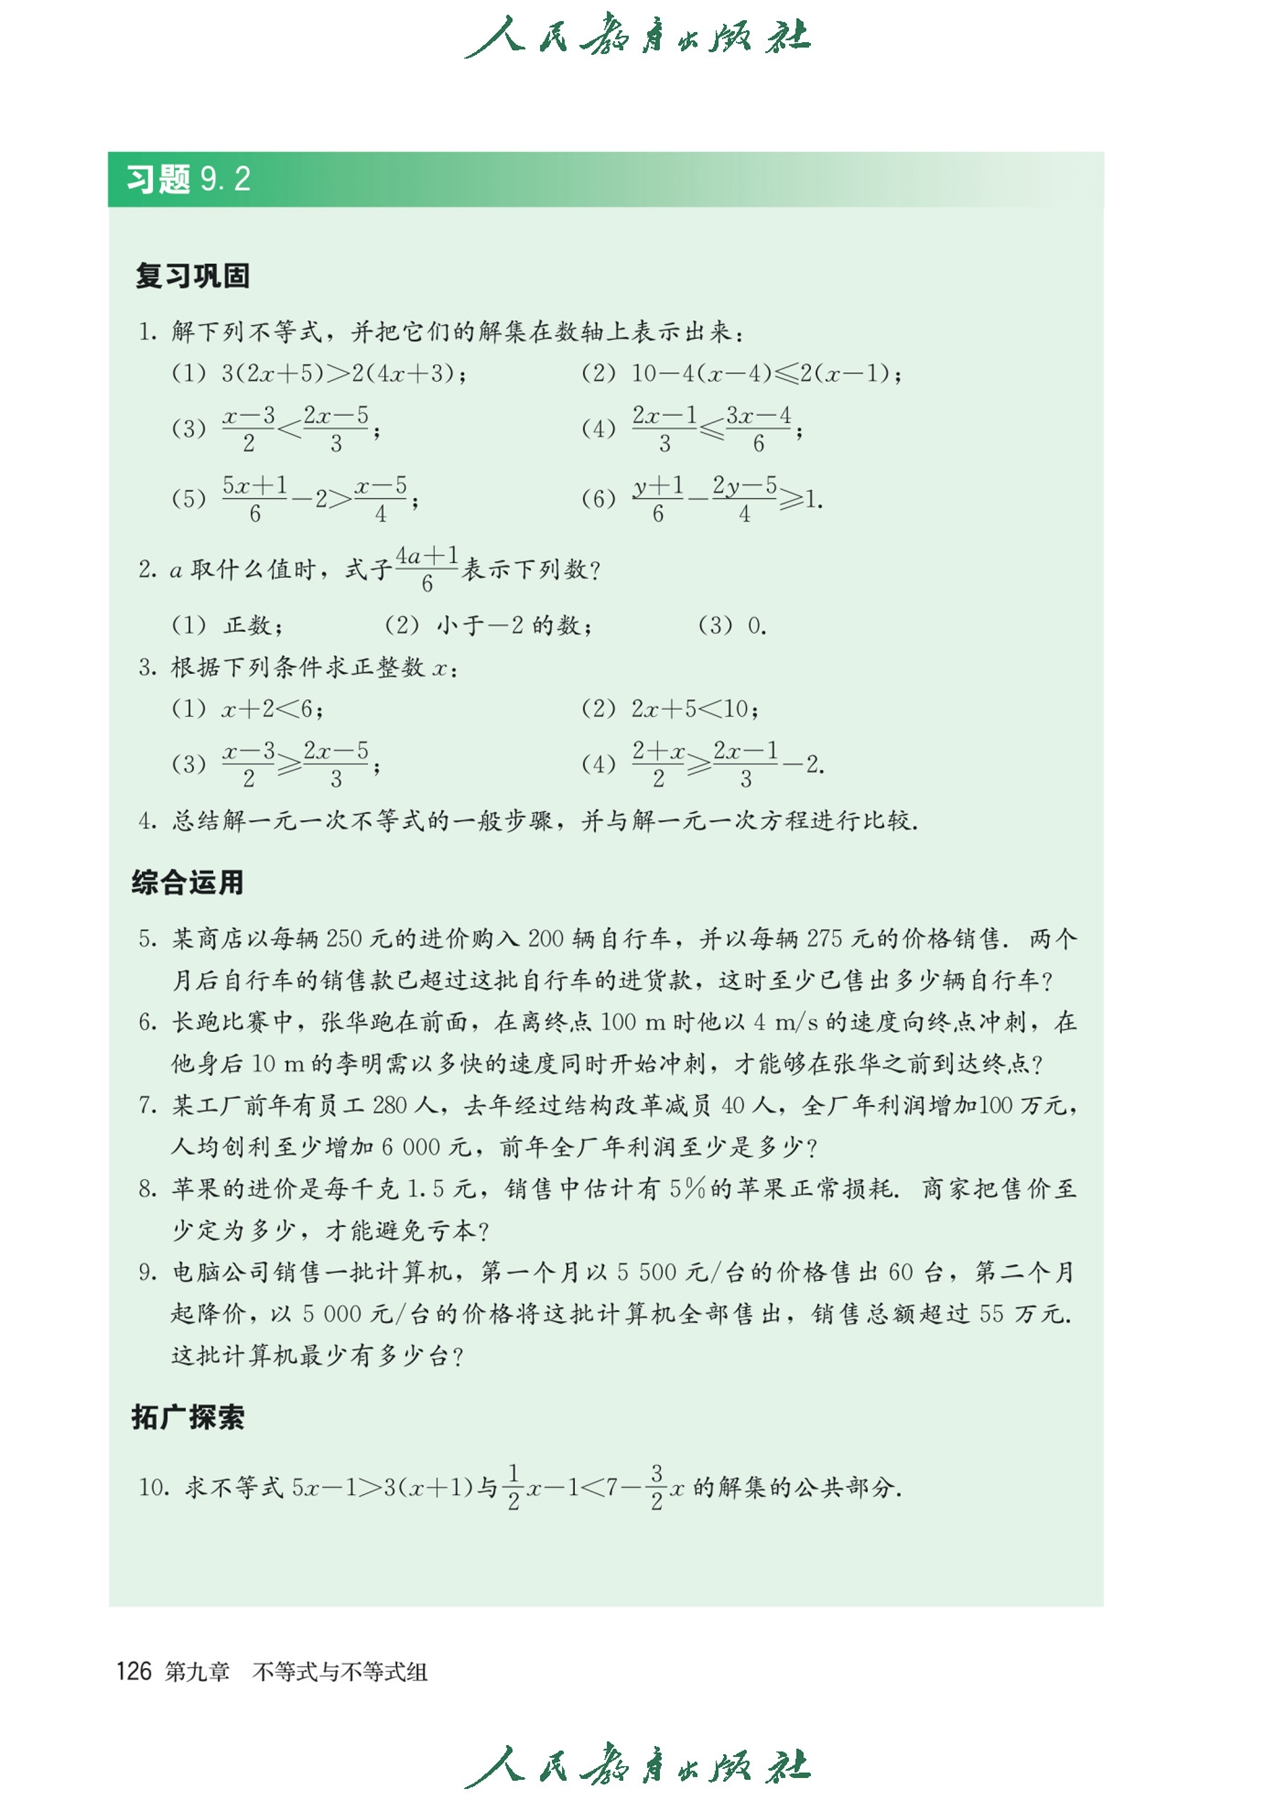 人民教育出版社
习题 9.2
复习巩固
1. 解下列不等式，并把它们的解集在数轴上表示出来：
（1）3(2x+5)>2(4x+3)；　（2）10−4(x−4)⩽2(x−1)；
（3）\frac{x-3}{2}<\frac{2x-5}{3}；　（4）\frac{2x-1}{3}⩽\frac{3x-4}{6}；
（5）\frac{5x+1}{6}−2>\frac{x-5}{4}；　（6）\frac{y+1}{6}−\frac{2y-5}{4}⩾1.
2. a 取什么值时，式子\frac{4a+1}{6}表示下列数？
（1）正数；　（2）小于−2 的数；　（3）0.
3. 根据下列条件求正整数 x：
（1）x+2<6；　（2）2x+5<10；
（3）\frac{x-3}{2}⩾\frac{2x-5}{3}；　（4）\frac{2+x}{2}⩾\frac{2x-1}{3}−2.
4. 总结解一元一次不等式的一般步骤，并与解一元一次方程进行比较.
综合运用
5. 某商店以每辆 250 元的进价购入 200 辆自行车，并以每辆 275 元的价格销售. 两个
月后自行车的销售款已超过这批自行车的进货款，这时至少已售出多少辆自行车？
6. 长跑比赛中，张华跑在前面，在离终点 100 m 时他以 4 m/s 的速度向终点冲刺，在
他身后 10 m 的李明需以多快的速度同时开始冲刺，才能够在张华之前到达终点？
7. 某工厂前年有员工 280 人，去年经过结构改革减员 40 人，全厂年利润增加100 万元，
人均创利至少增加 6 000 元，前年全厂年利润至少是多少？
8. 苹果的进价是每千克 1.5 元，销售中估计有 5%的苹果正常损耗. 商家把售价至
少定为多少，才能避免亏本？
9. 电脑公司销售一批计算机，第一个月以 5 500 元/台的价格售出 60 台，第二个月
起降价，以 5 000 元/台的价格将这批计算机全部售出，销售总额超过 55 万元.
这批计算机最少有多少台？
拓广探索
10. 求不等式 5x−1>3(x+1)与\frac{1}{2}x−1<7−\frac{3}{2}x 的解集的公共部分.
126 第九章　不等式与不等式组
人民教育出版社